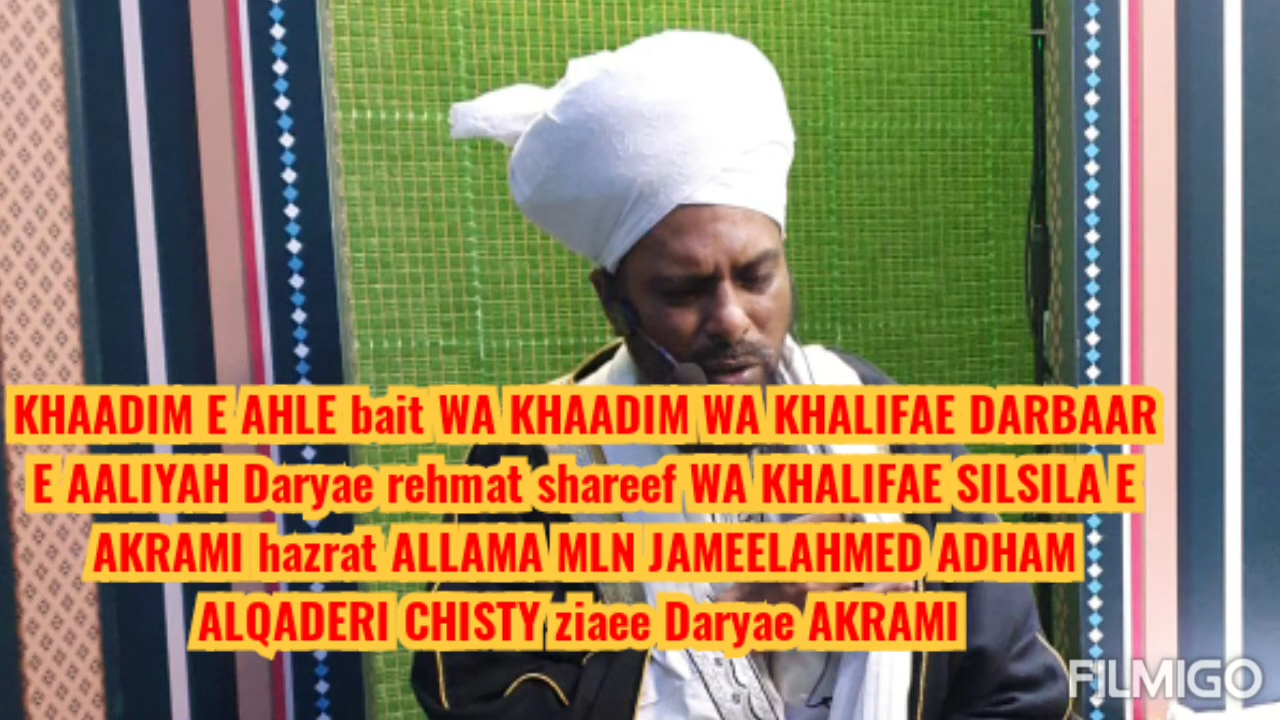 KHAADIM E AHLE bait WA KHAADIM WA KHALIFAE DARBAAR
E AALIYAH Daryae rehmat shareef WA KHALIFAE SILSILA E
AKRAMI hazrat ALLAMA MLN JAMEELAHMED ADHAM
ALQADERI CHISTY ziaee Daryae AKRAMI
FILMIGO